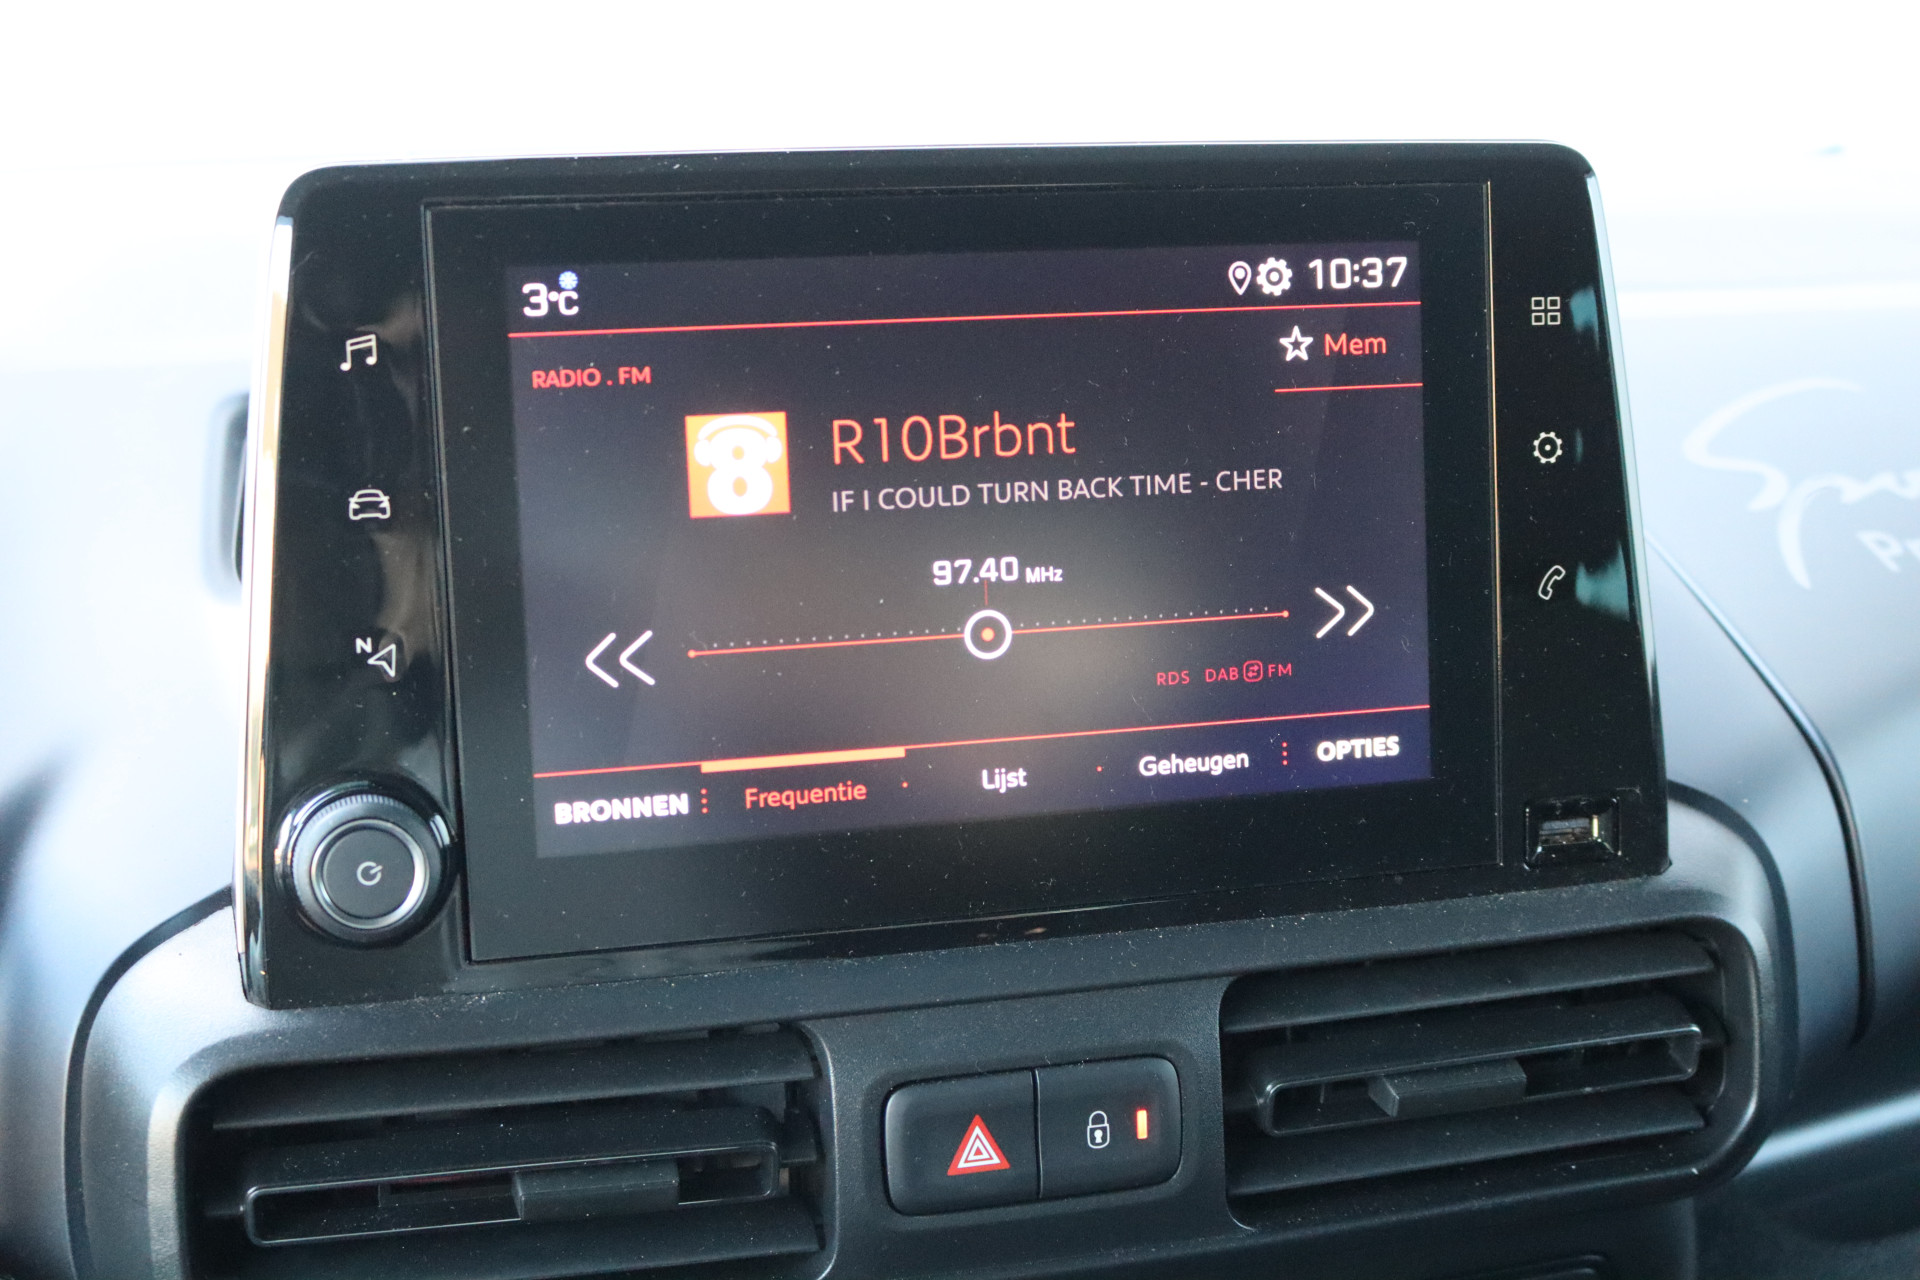 3°C
10:37
RADIO . FM
Mem
8
R10Brbnt
IF I COULD TURN BACK TIME - CHER
97.40 MHz
RDS DAB FM
BRONNEN Frequentie Lijst Geheugen OPTIES
N